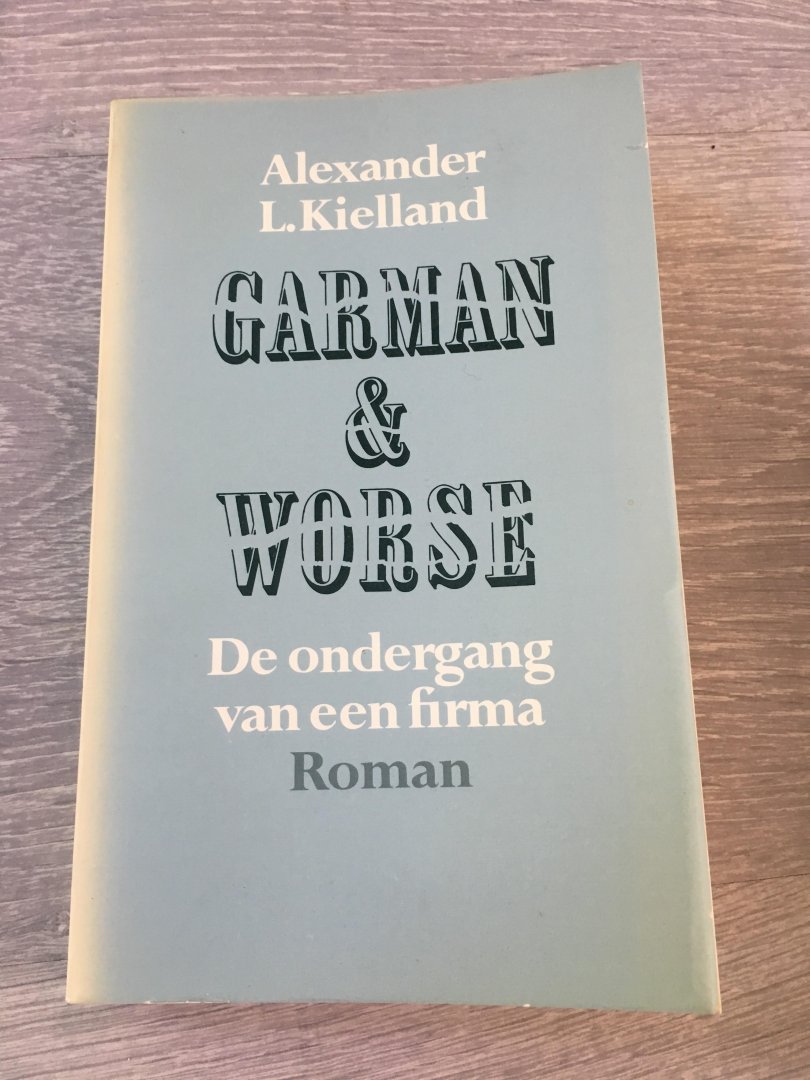 Alexander
L.Kielland
GARMAN
&
WORSE
De ondergang
van een firma
Roman